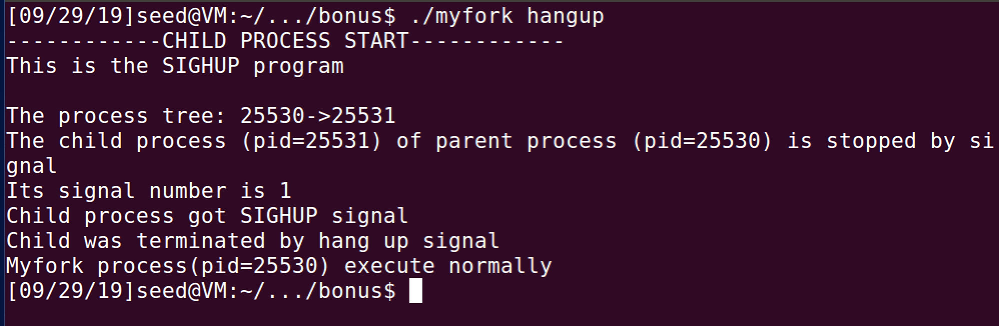 [09/29/19]seed@VM:~/.../bonus$ ./myfork hangup
------------CHILD PROCESS START------------
This is the SIGHUP program
The process tree: 25530->25531
The child process (pid=25531) of parent process (pid=25530) is stopped by si
gnal
Its signal number is 1
Child process got SIGHUP signal
Child was terminated by hang up signal
Myfork process(pid=25530) execute normally
[09/29/19]seed@VM:~/.../bonus$